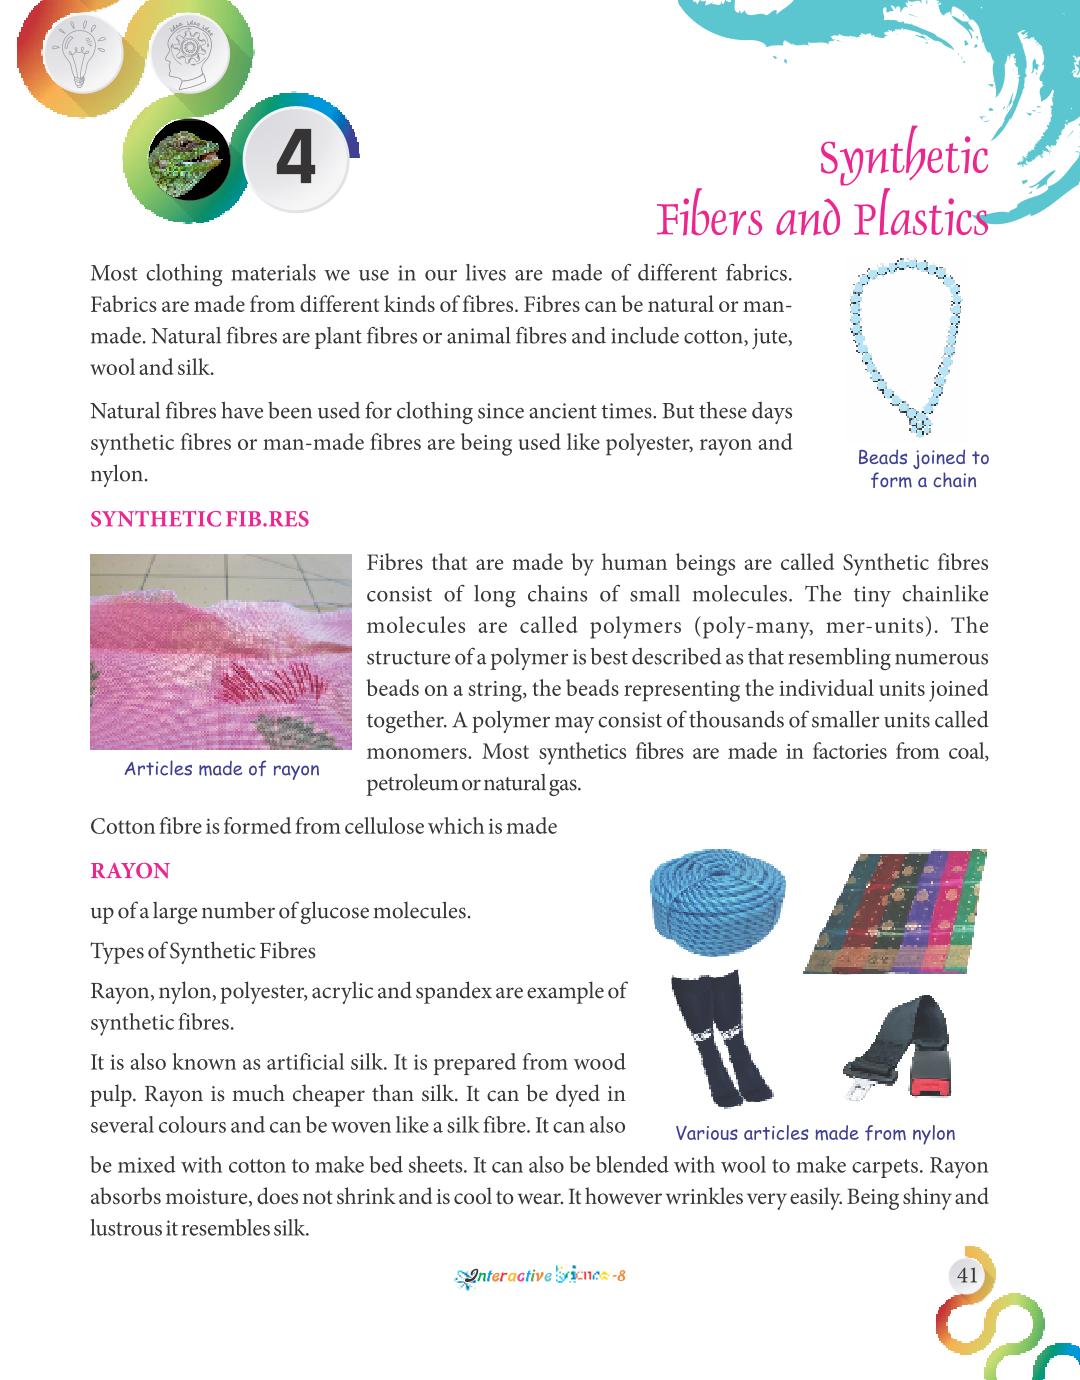 4
Synthetic
Fibers and Plastics
Most clothing materials we use in our lives are made of different fabrics.
Fabrics are made from different kinds of fibres. Fibres can be natural or man-
made. Natural fibres are plant fibres or animal fibres and include cotton, jute,
wool and silk.
Natural fibres have been used for clothing since ancient times. But these days
synthetic fibres or man-made fibres are being used like polyester, rayon and
nylon.
Beads joined to
form a chain
SYNTHETIC FIB.RES
Fibres that are made by human beings are called Synthetic fibres
consist of long chains of small molecules. The tiny chainlike
molecules are called polymers (poly-many, mer-units). The
structure of a polymer is best described as that resembling numerous
beads on a string, the beads representing the individual units joined
together. A polymer may consist of thousands of smaller units called
monomers. Most synthetics fibres are made in factories from coal,
petroleum or natural gas.
Articles made of rayon
Cotton fibre is formed from cellulose which is made
RAYON
up of a large number of glucose molecules.
Types of Synthetic Fibres
Rayon, nylon, polyester, acrylic and spandex are example of
synthetic fibres.
It is also known as artificial silk. It is prepared from wood
pulp. Rayon is much cheaper than silk. It can be dyed in
several colours and can be woven like a silk fibre. It can also
Various articles made from nylon
be mixed with cotton to make bed sheets. It can also be blended with wool to make carpets. Rayon
absorbs moisture, does not shrink and is cool to wear. It however wrinkles very easily. Being shiny and
lustrous it resembles silk.
Interactive Science-8
41